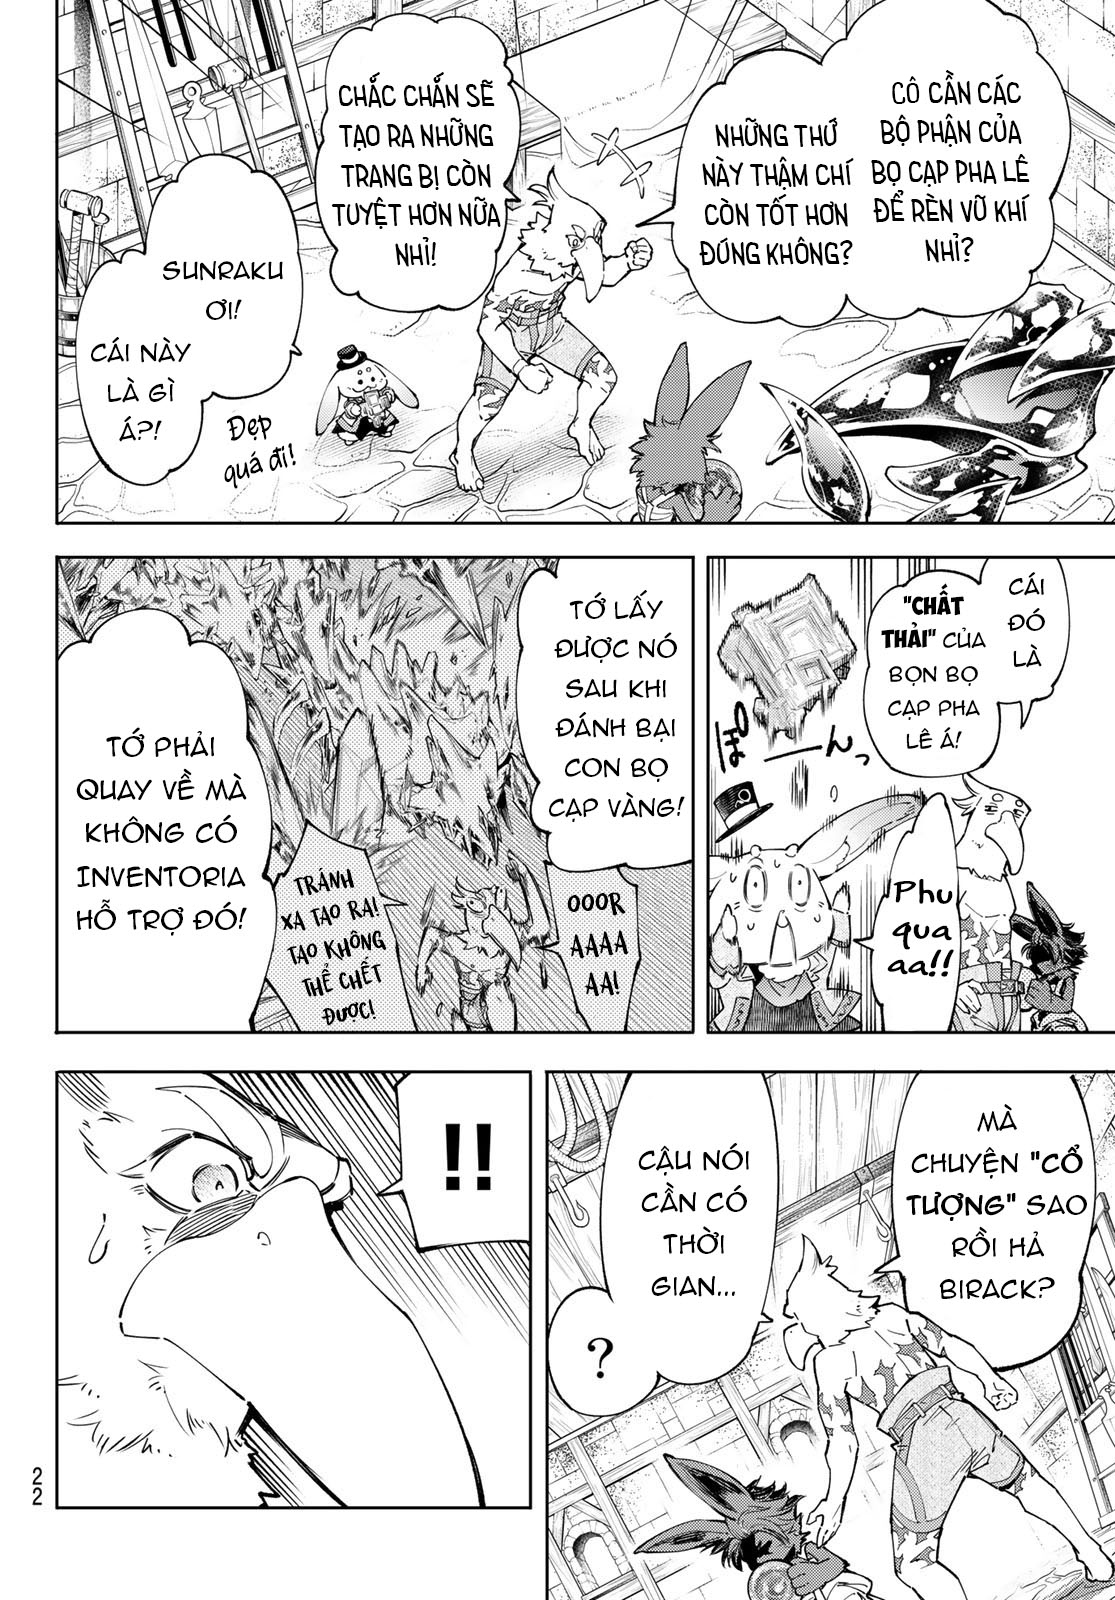 CÔ CẦN CÁC
BỘ PHẬN CỦA
BỌ CẠP PHA LÊ
ĐỂ RÈN VŨ KHÍ
NHỈ?
NHỮNG THỨ
NÀY THẬM CHÍ
CÒN TỐT HƠN
ĐÚNG KHÔNG?
CHẮC CHẮN SẼ
TẠO RA NHỮNG
TRANG BỊ CÒN
TUYỆT HƠN NỮA
NHỈ!
SUNRAKU
ƠI!
CÁI NÀY
LÀ GÌ
Á?!
Đẹp
quá đi!
CÁI
ĐÓ
LÀ
"CHẤT
THẢI" CỦA
BỌN BỌ
CẠP PHA
LÊ Á!
ぴょーんっ
Phu
qua
aa!!
TỚ LẤY
ĐƯỢC NÓ
SAU KHI
ĐÁNH BẠI
CON BỌ
CẠP VÀNG!
OOOR
AAAA
AA!
TRÁNH
XA TAO RA!
TAO KHÔNG
THỂ CHẾT
ĐƯỢC!
TỚ PHẢI
QUAY VỀ MÀ
KHÔNG CÓ
INVENTORIA
HỖ TRỢ ĐÓ!
MÀ
CHUYỆN "CỔ
TƯỢNG" SAO
RỒI HẢ
BIRACK?
CẬU NÓI
CẦN CÓ
THỜI
GIAN...
?
!!
22